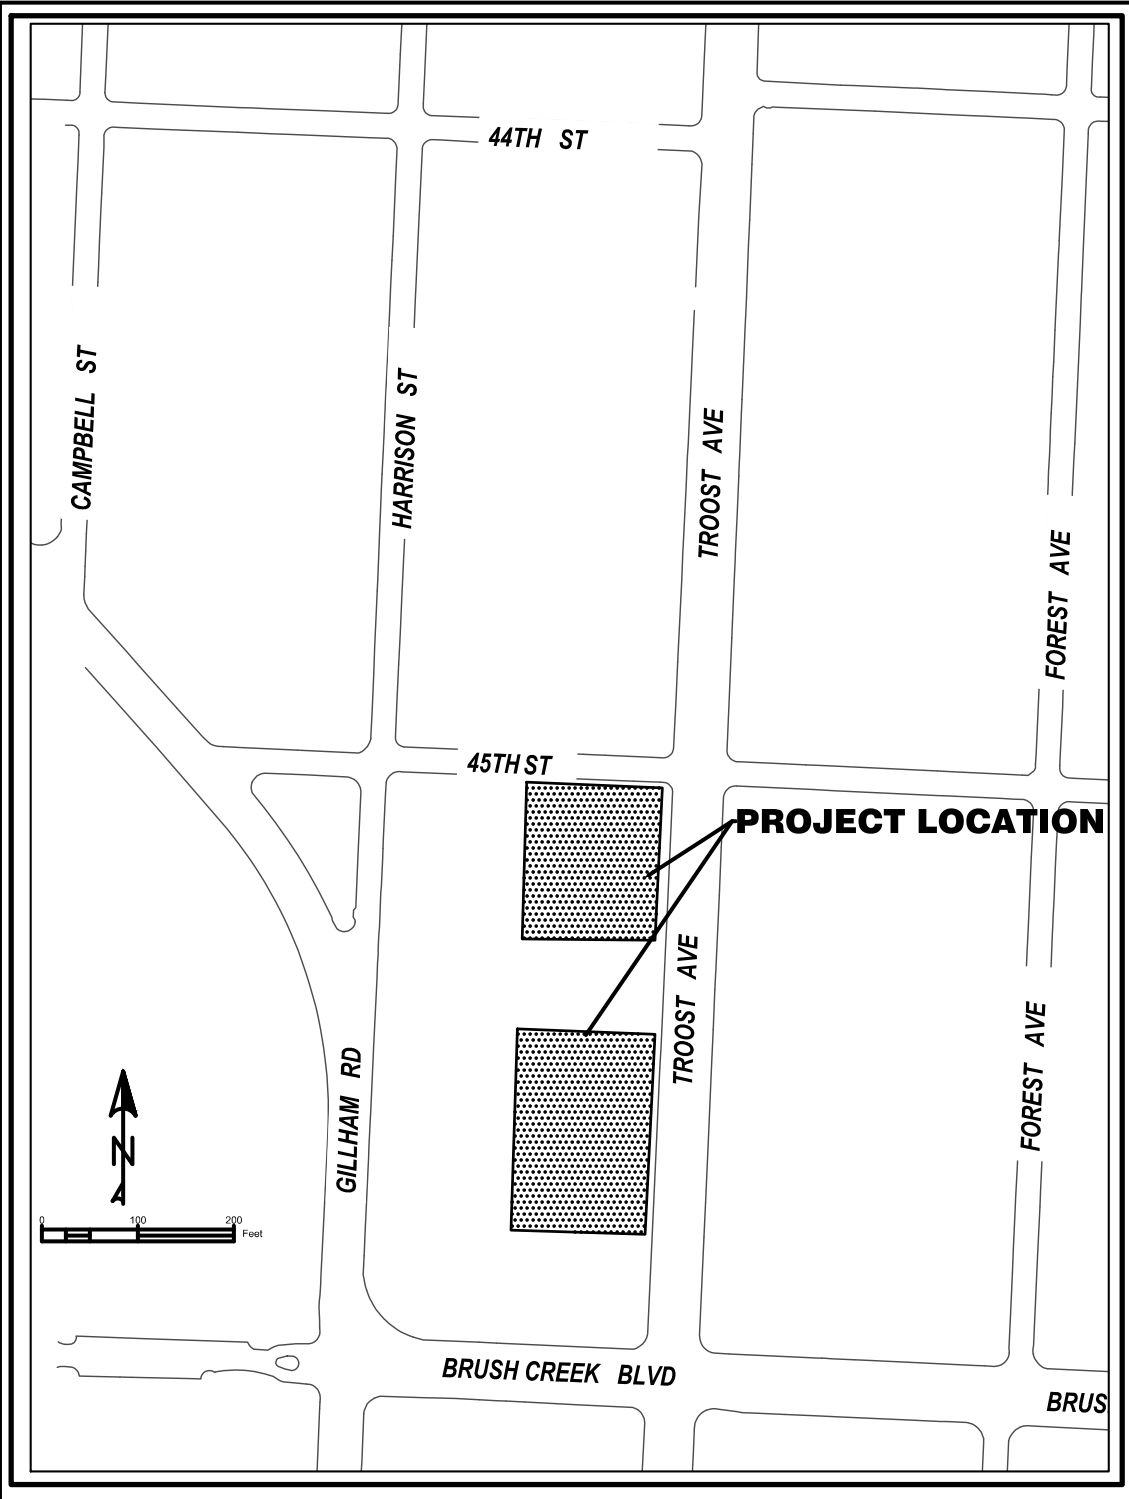 44TH ST
CAMPBELL ST
HARRISON ST
TROOST AVE
FOREST AVE
45TH ST
PROJECT LOCATION
TROOST AVE
FOREST AVE
GILLHAM RD
N
0 100 200
Feet
BRUSH CREEK BLVD
BRUS